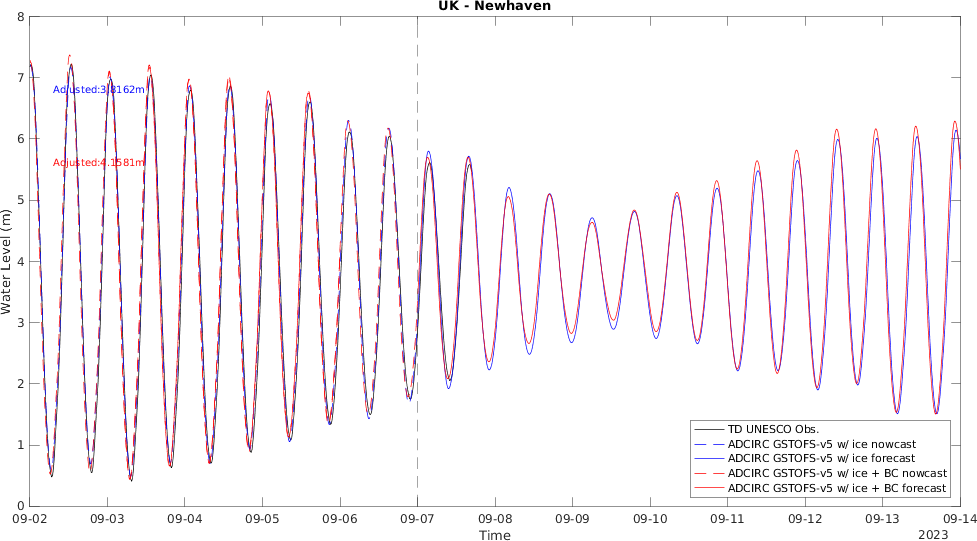 UK - Newhaven
8
7
6
5
4
3
2
1
0
Water Level (m)
Adjusted:3.8162m
Adjusted:4.1581m
TD UNESCO Obs.
ADCIRC GSTOFS-v5 w/ ice nowcast
ADCIRC GSTOFS-v5 w/ ice forecast
ADCIRC GSTOFS-v5 w/ ice + BC nowcast
ADCIRC GSTOFS-v5 w/ ice + BC forecast
09-02 09-03 09-04 09-05 09-06 09-07 09-08 09-09 09-10 09-11 09-12 09-13 09-14
Time
2023